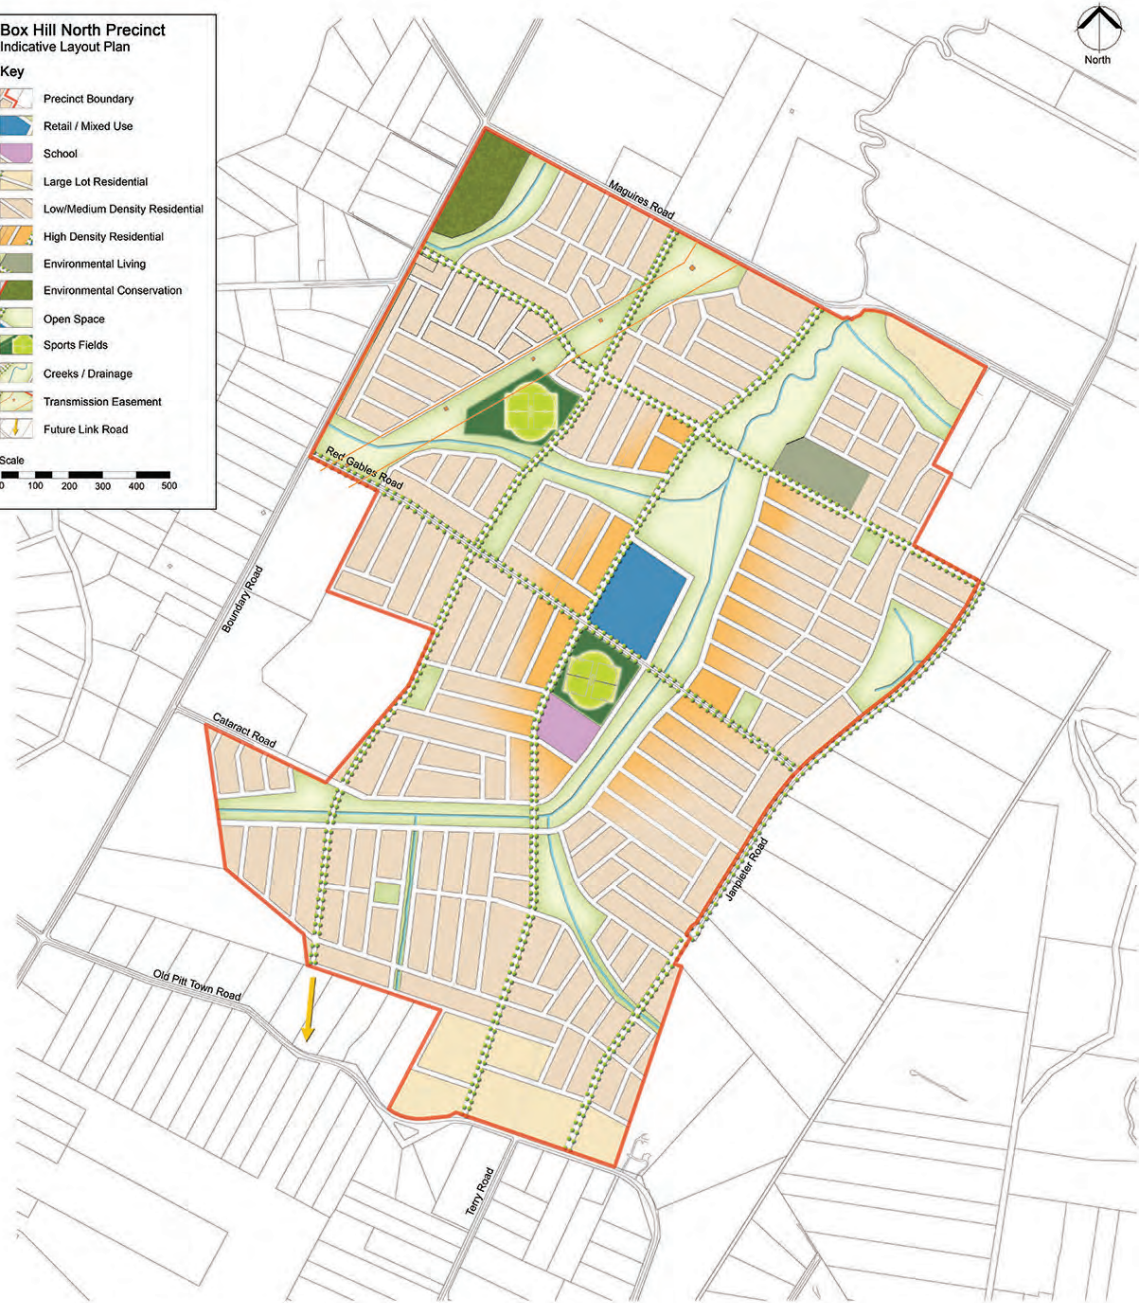 Box Hill North Precinct
Indicative Layout Plan
Key
Precinct Boundary
Retail / Mixed Use
School
Large Lot Residential
Low/Medium Density Residential
High Density Residential
Environmental Living
Environmental Conservation
Open Space
Sports Fields
Creeks / Drainage
Transmission Easement
Future Link Road
Scale
0 100 200 300 400 500
North
Maguires Road
Red Gables Road
Boundary Road
Cataract Road
Janpieter Road
Old Pitt Town Road
Terry Road